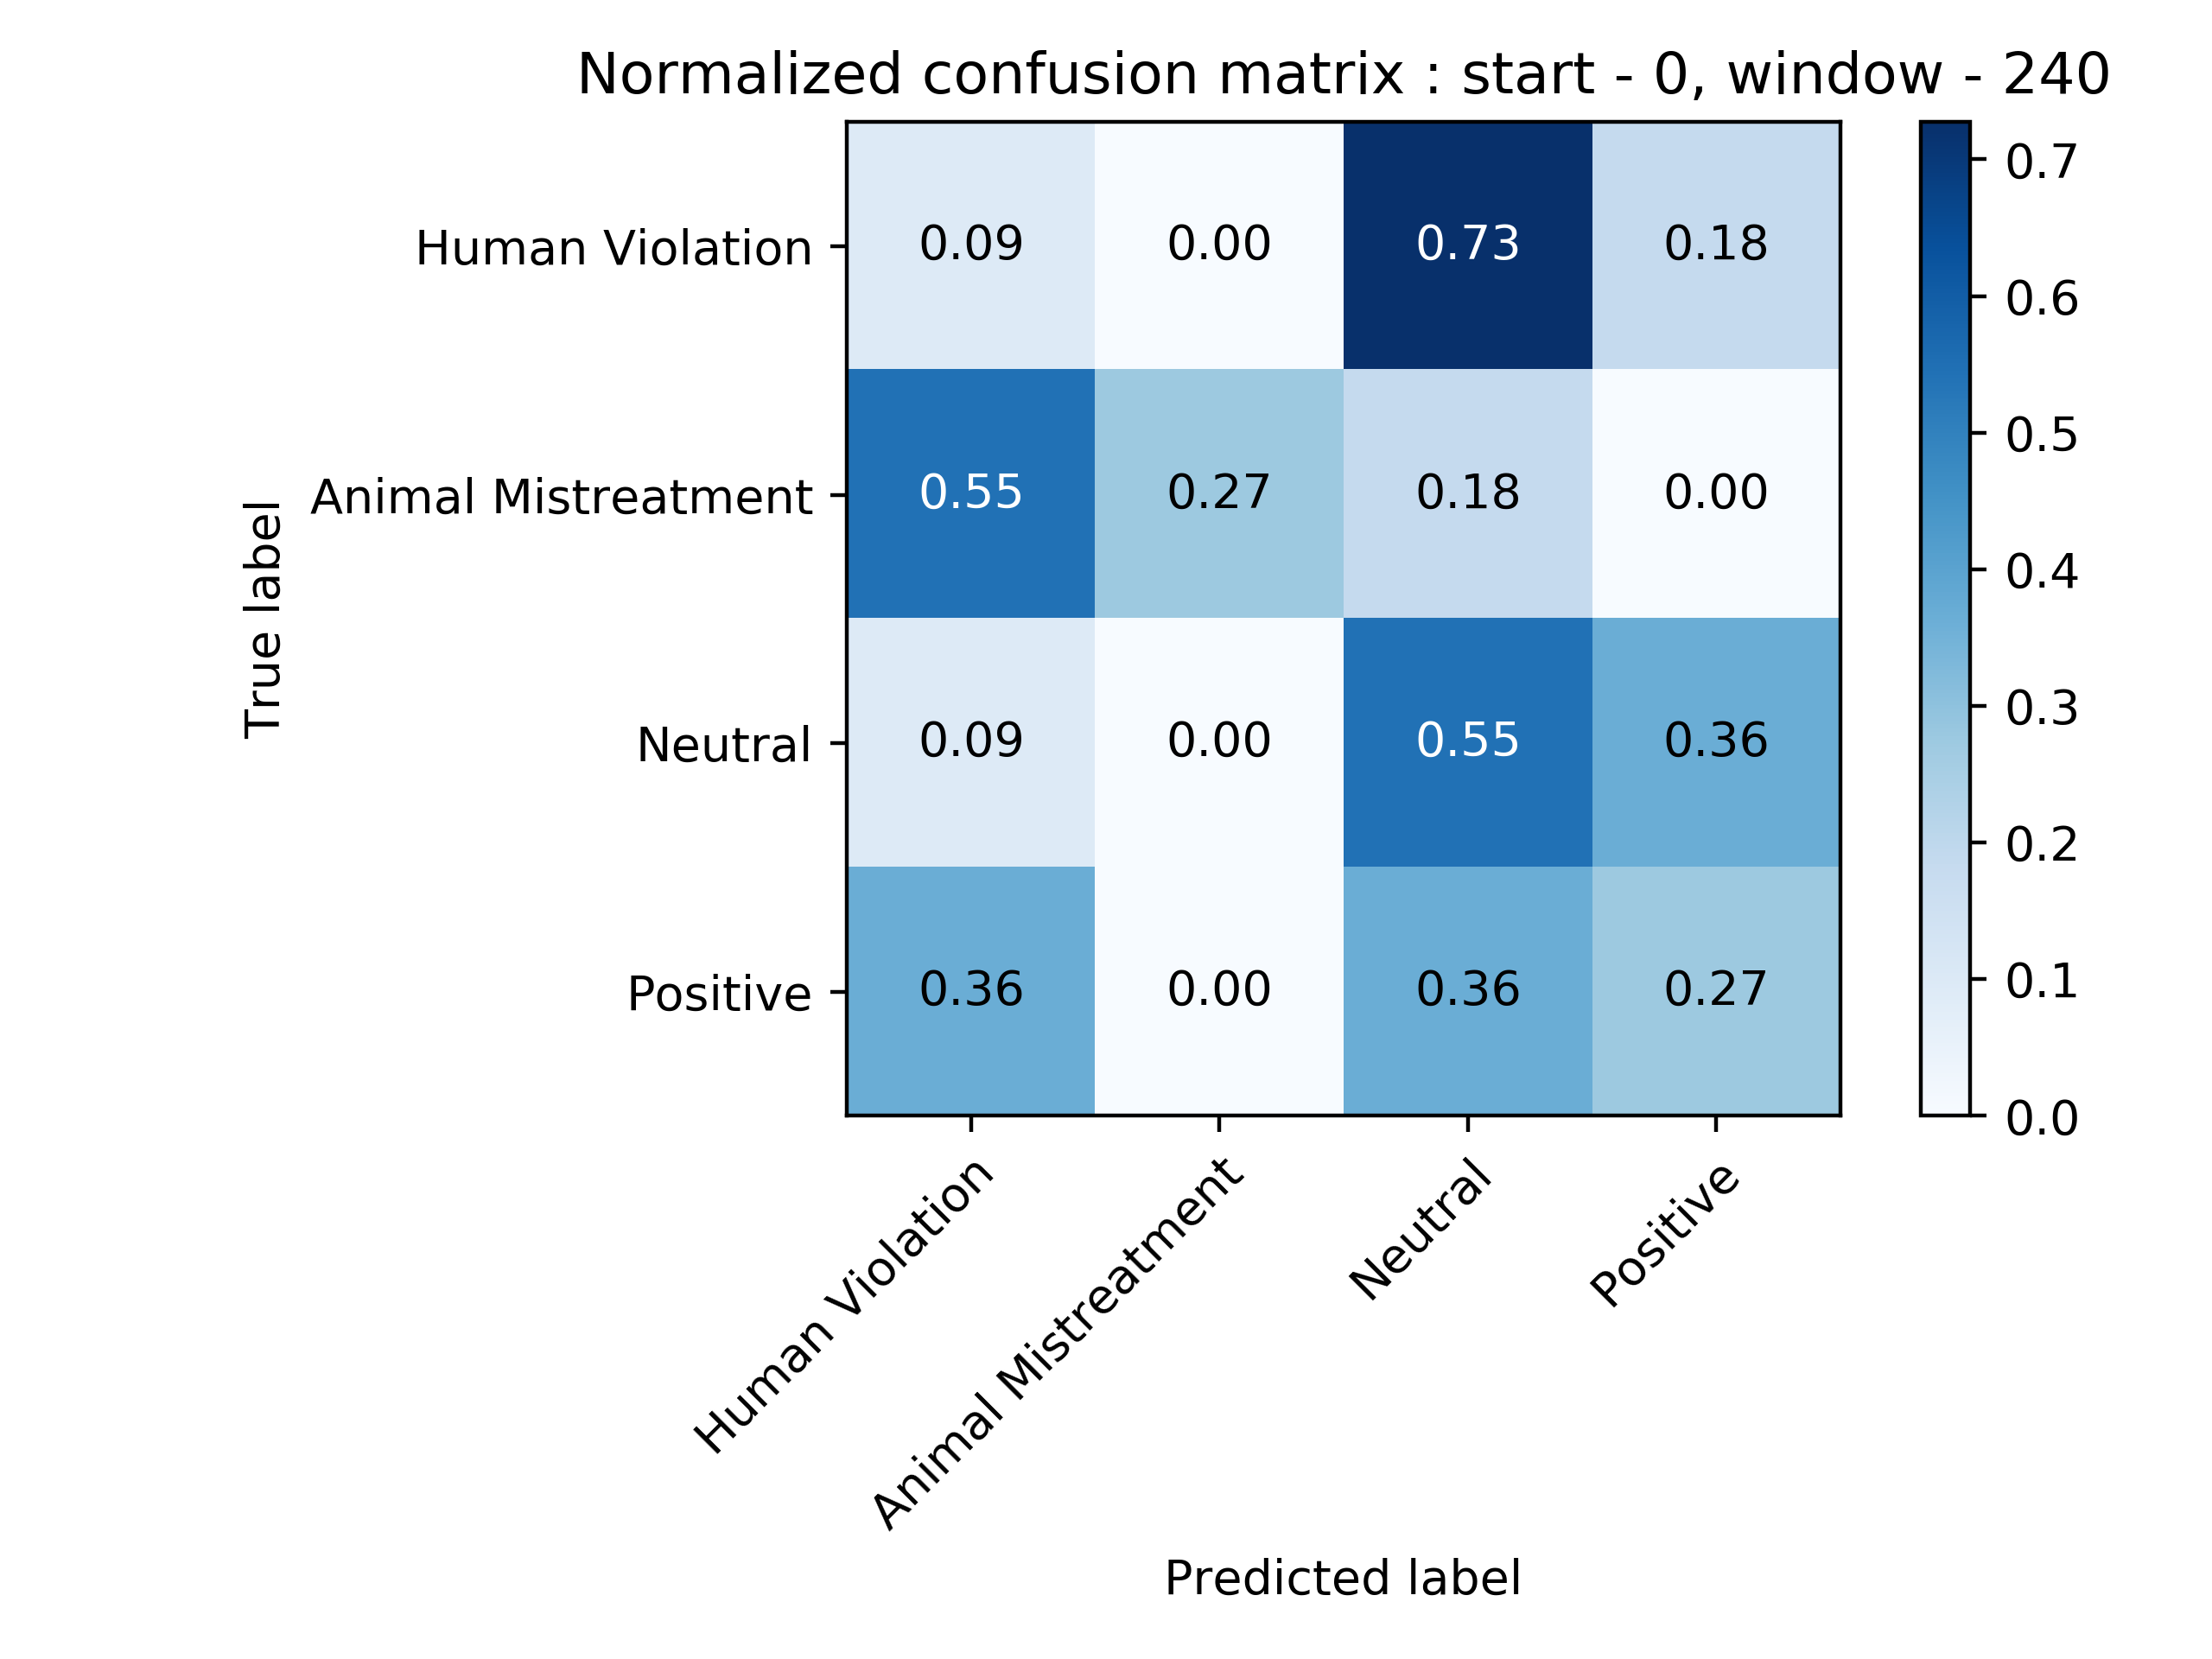 Normalized confusion matrix : start - 0, window - 240
Human Violation 0.09 0.00 0.73 0.18
Animal Mistreatment 0.55 0.27 0.18 0.00
Neutral 0.09 0.00 0.55 0.36
Positive 0.36 0.00 0.36 0.27
True label
Human Violation
Animal Mistreatment
Neutral
Positive
Predicted label
0.7
0.6
0.5
0.4
0.3
0.2
0.1
0.0